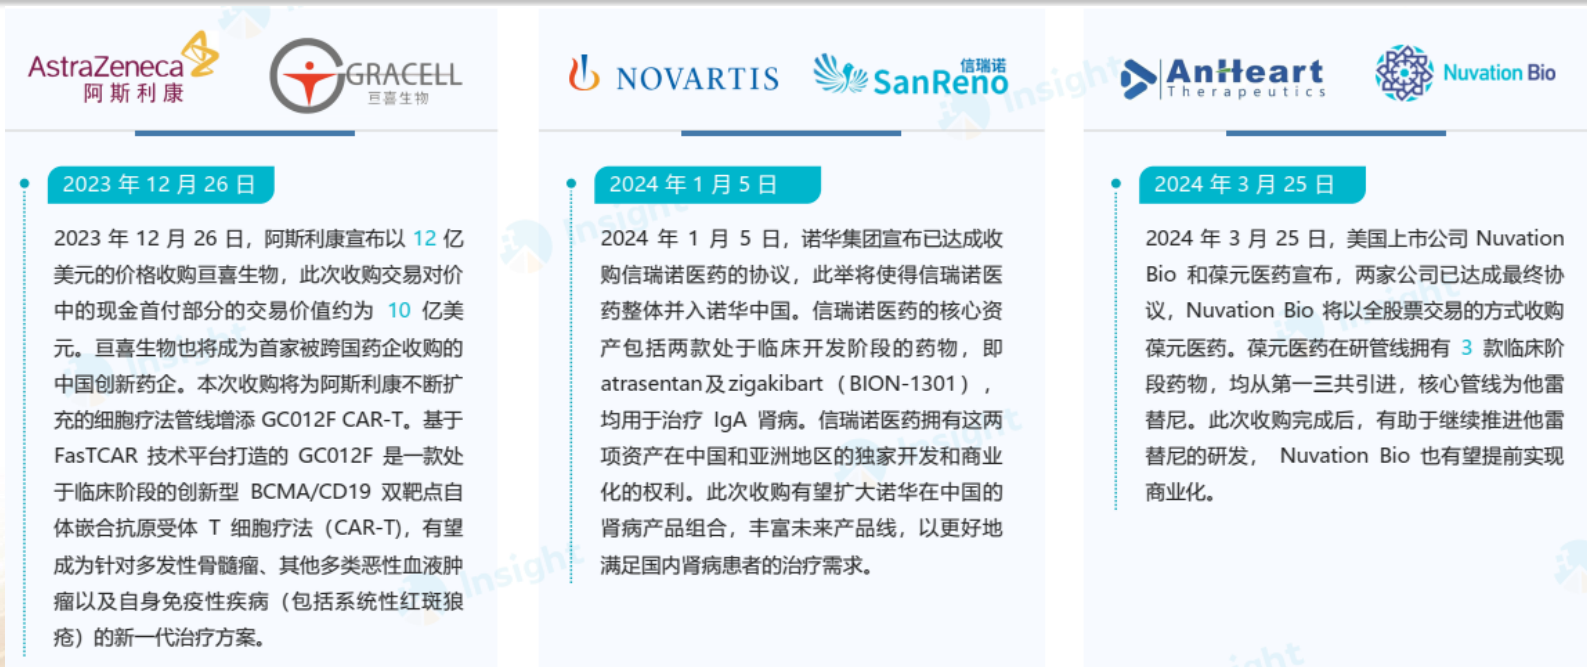 AstraZeneca
阿斯利康
GRACELL
亘喜生物
2023 年 12 月 26 日
2023 年 12 月 26 日，阿斯利康宣布以 12 亿
美元的价格收购亘喜生物，此次收购交易对价
中的现金首付部分的交易价值约为 10 亿美
元。亘喜生物也将成为首家被跨国药企收购的
中国创新药企。本次收购将为阿斯利康不断扩
充的细胞疗法管线增添 GC012F CAR-T。基于
FasTCAR 技术平台打造的 GC012F 是一款处
于临床阶段的创新型 BCMA/CD19 双靶点自
体嵌合抗原受体 T 细胞疗法（CAR-T)，有望
成为针对多发性骨髓瘤、其他多类恶性血液肿
瘤以及自身免疫性疾病（包括系统性红斑狼
疮）的新一代治疗方案。
NOVARTIS
信瑞诺
SanReno
2024 年 1 月 5 日
2024 年 1 月 5 日，诺华集团宣布已达成收
购信瑞诺医药的协议，此举将使得信瑞诺医
药整体并入诺华中国。信瑞诺医药的核心资
产包括两款处于临床开发阶段的药物，即
atrasentan及zigakibart（BION-1301），
均用于治疗 IgA 肾病。信瑞诺医药拥有这两
项资产在中国和亚洲地区的独家开发和商业
化的权利。此次收购有望扩大诺华在中国的
肾病产品组合，丰富未来产品线，以更好地
满足国内肾病患者的治疗需求。
AnHeart
Therapeutics
Nuvation Bio
2024 年 3 月 25 日
2024 年 3 月 25 日，美国上市公司 Nuvation
Bio 和葆元医药宣布，两家公司已达成最终协
议，Nuvation Bio 将以全股票交易的方式收购
葆元医药。葆元医药在研管线拥有 3 款临床阶
段药物，均从第一三共引进，核心管线为他雷
替尼。此次收购完成后，有助于继续推进他雷
替尼的研发， Nuvation Bio 也有望提前实现
商业化。
Insight
Insight
Insight
Insight
Insight
Insight